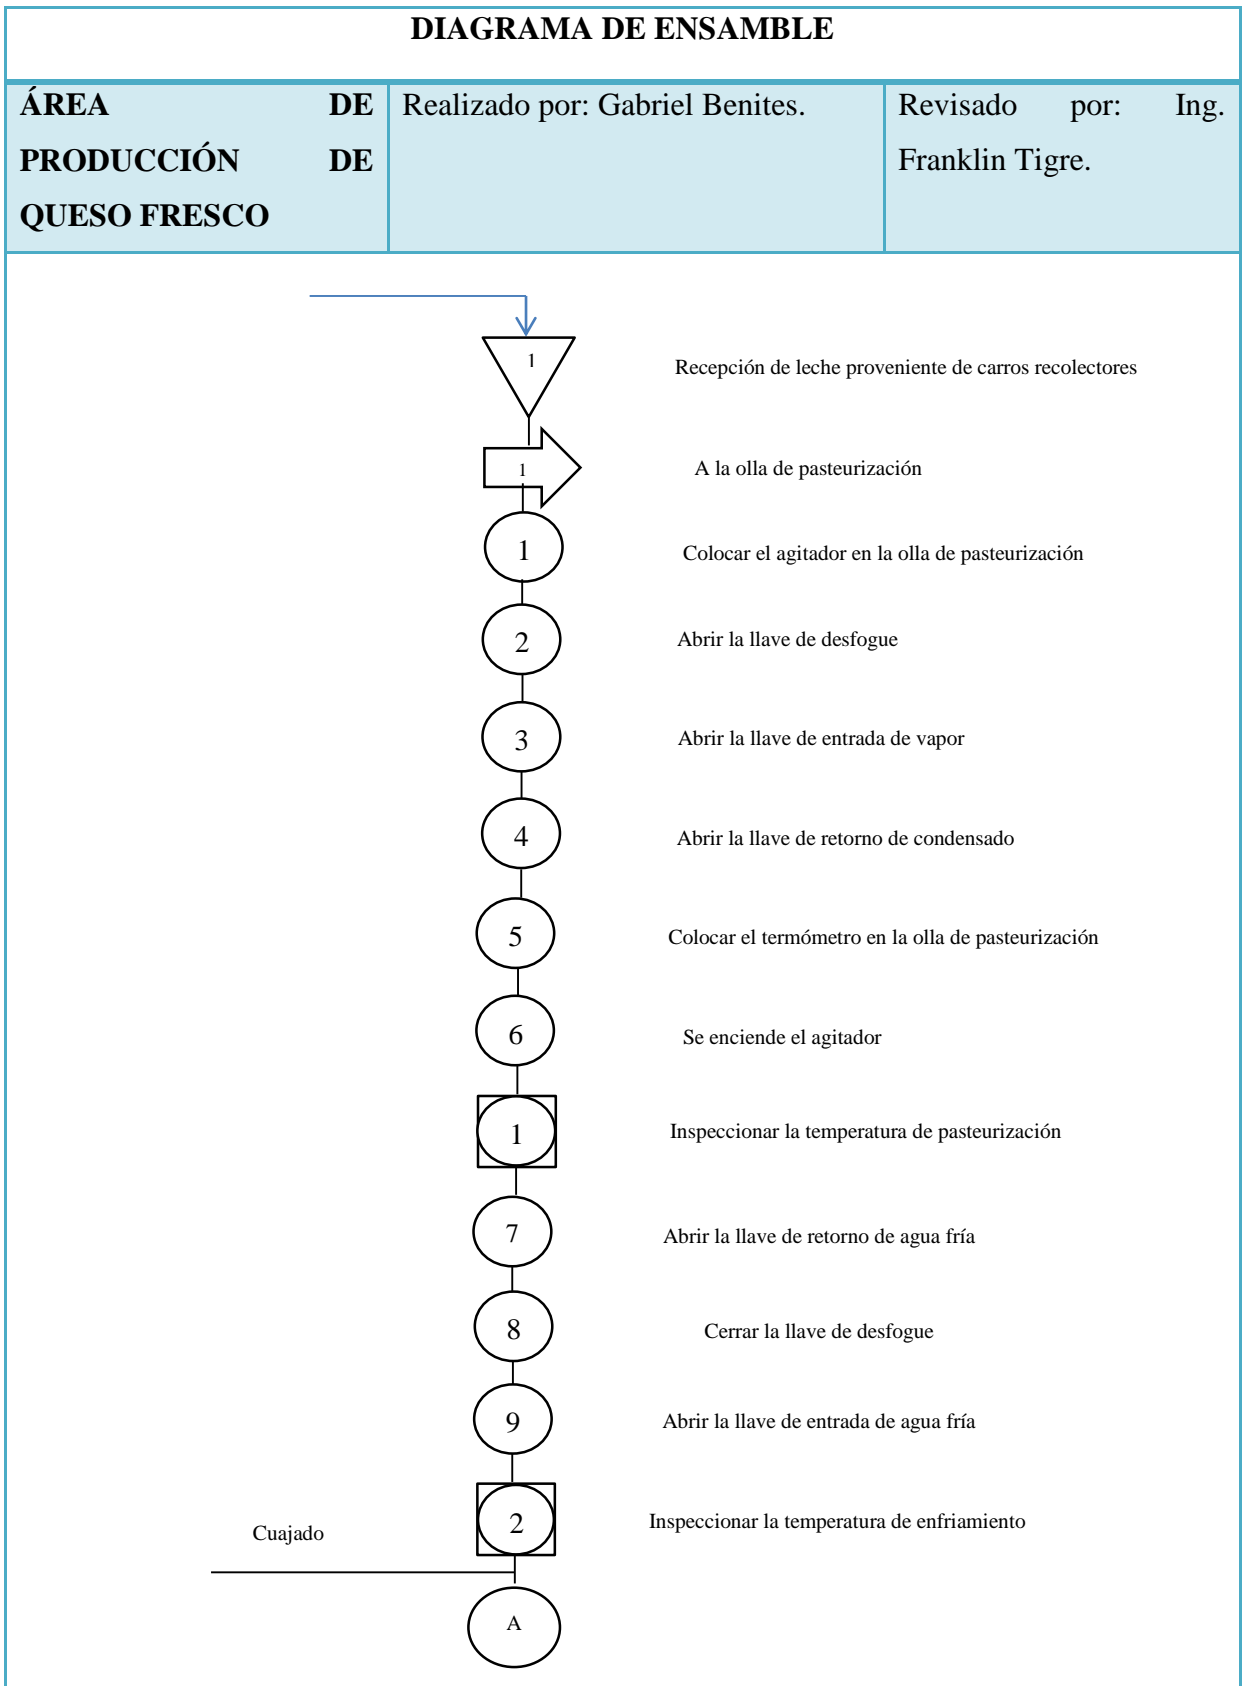 DIAGRAMA DE ENSAMBLE
ÁREA DE
PRODUCCIÓN DE
QUESO FRESCO
Realizado por: Gabriel Benites.
Revisado por: Ing.
Franklin Tigre.
1
Recepción de leche proveniente de carros recolectores
1
A la olla de pasteurización
1
Colocar el agitador en la olla de pasteurización
2
Abrir la llave de desfogue
3
Abrir la llave de entrada de vapor
4
Abrir la llave de retorno de condensado
5
Colocar el termómetro en la olla de pasteurización
6
Se enciende el agitador
1
Inspeccionar la temperatura de pasteurización
7
Abrir la llave de retorno de agua fría
8
Cerrar la llave de desfogue
9
Abrir la llave de entrada de agua fría
2
Inspeccionar la temperatura de enfriamiento
Cuajado
A